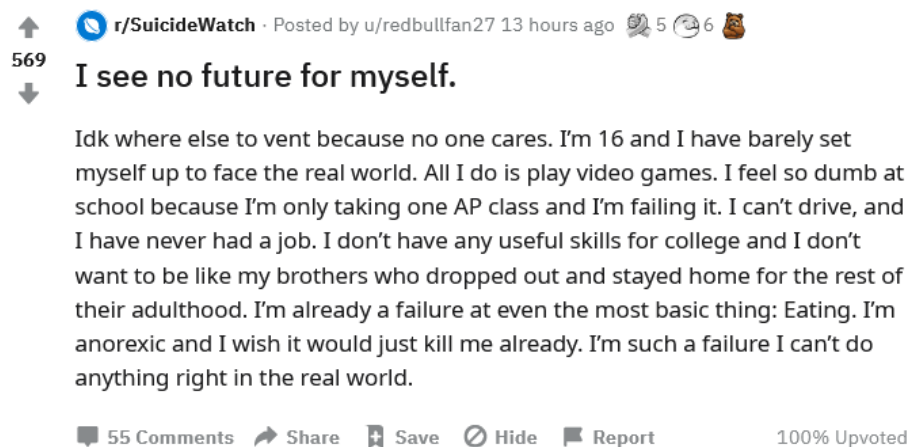 r/SuicideWatch · Posted by u/redbullfan27 13 hours ago 5 6
569
I see no future for myself.
Idk where else to vent because no one cares. I’m 16 and I have barely set
myself up to face the real world. All I do is play video games. I feel so dumb at
school because I’m only taking one AP class and I’m failing it. I can’t drive, and
I have never had a job. I don’t have any useful skills for college and I don’t
want to be like my brothers who dropped out and stayed home for the rest of
their adulthood. I’m already a failure at even the most basic thing: Eating. I’m
anorexic and I wish it would just kill me already. I’m such a failure I can’t do
anything right in the real world.
55 Comments Share Save Hide Report 100% Upvoted